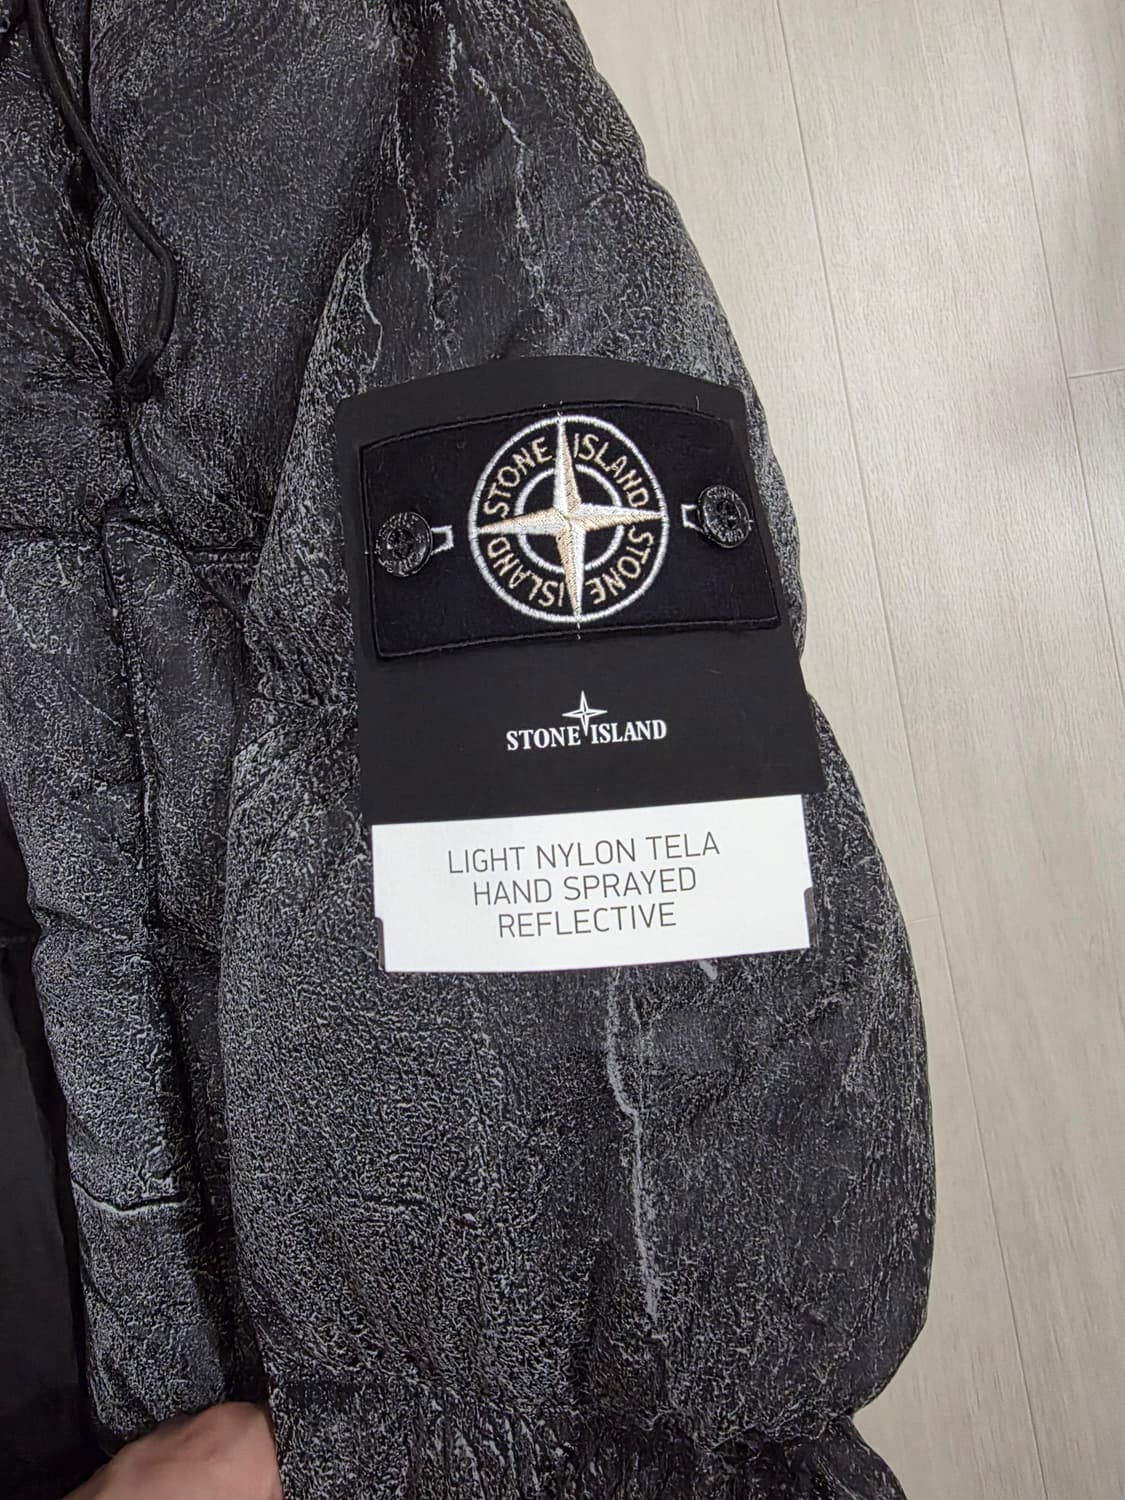 STONE ISLAND
STONE ISLAND
STONE ISLAND
LIGHT NYLON TELA
HAND SPRAYED
REFLECTIVE